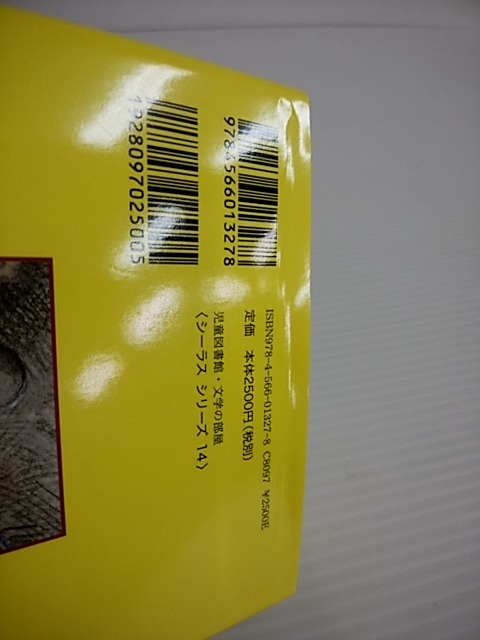 9784566013278
1928097025005
ISBN978-4-566-01327-8 C8097 ¥2500E
定価 本体2500円(税別)
児童図書館・文学の部屋
〈シーラス シリーズ 14〉